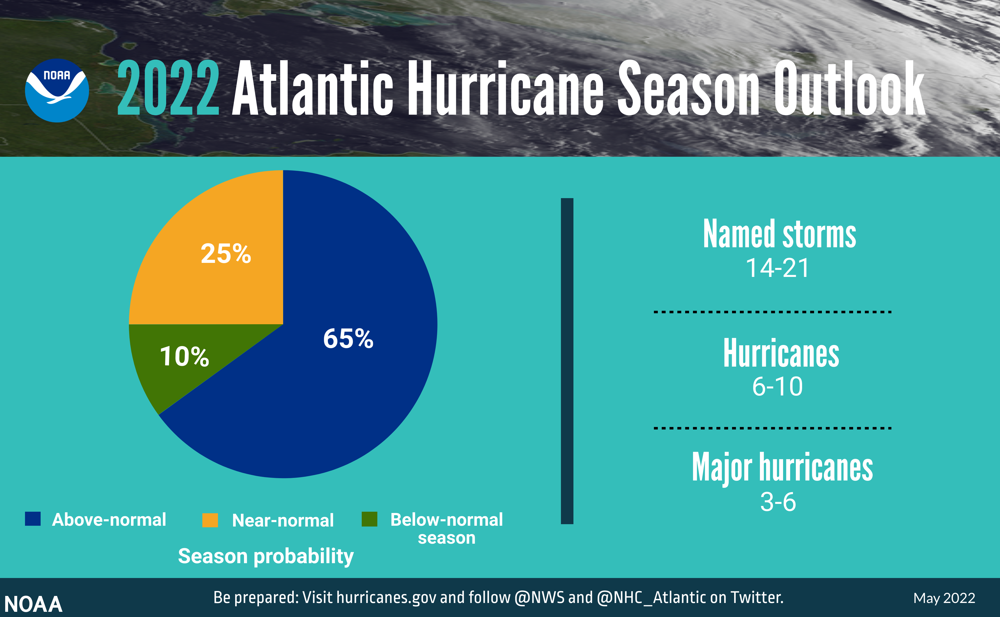 NOAA
2022 Atlantic Hurricane Season Outlook
25%
10%
65%
Above-normal
Near-normal
Below-normal
season
Season probability
Named storms
14-21
Hurricanes
6-10
Major hurricanes
3-6
NOAA
Be prepared: Visit hurricanes.gov and follow @NWS and @NHC_Atlantic on Twitter.
May 2022